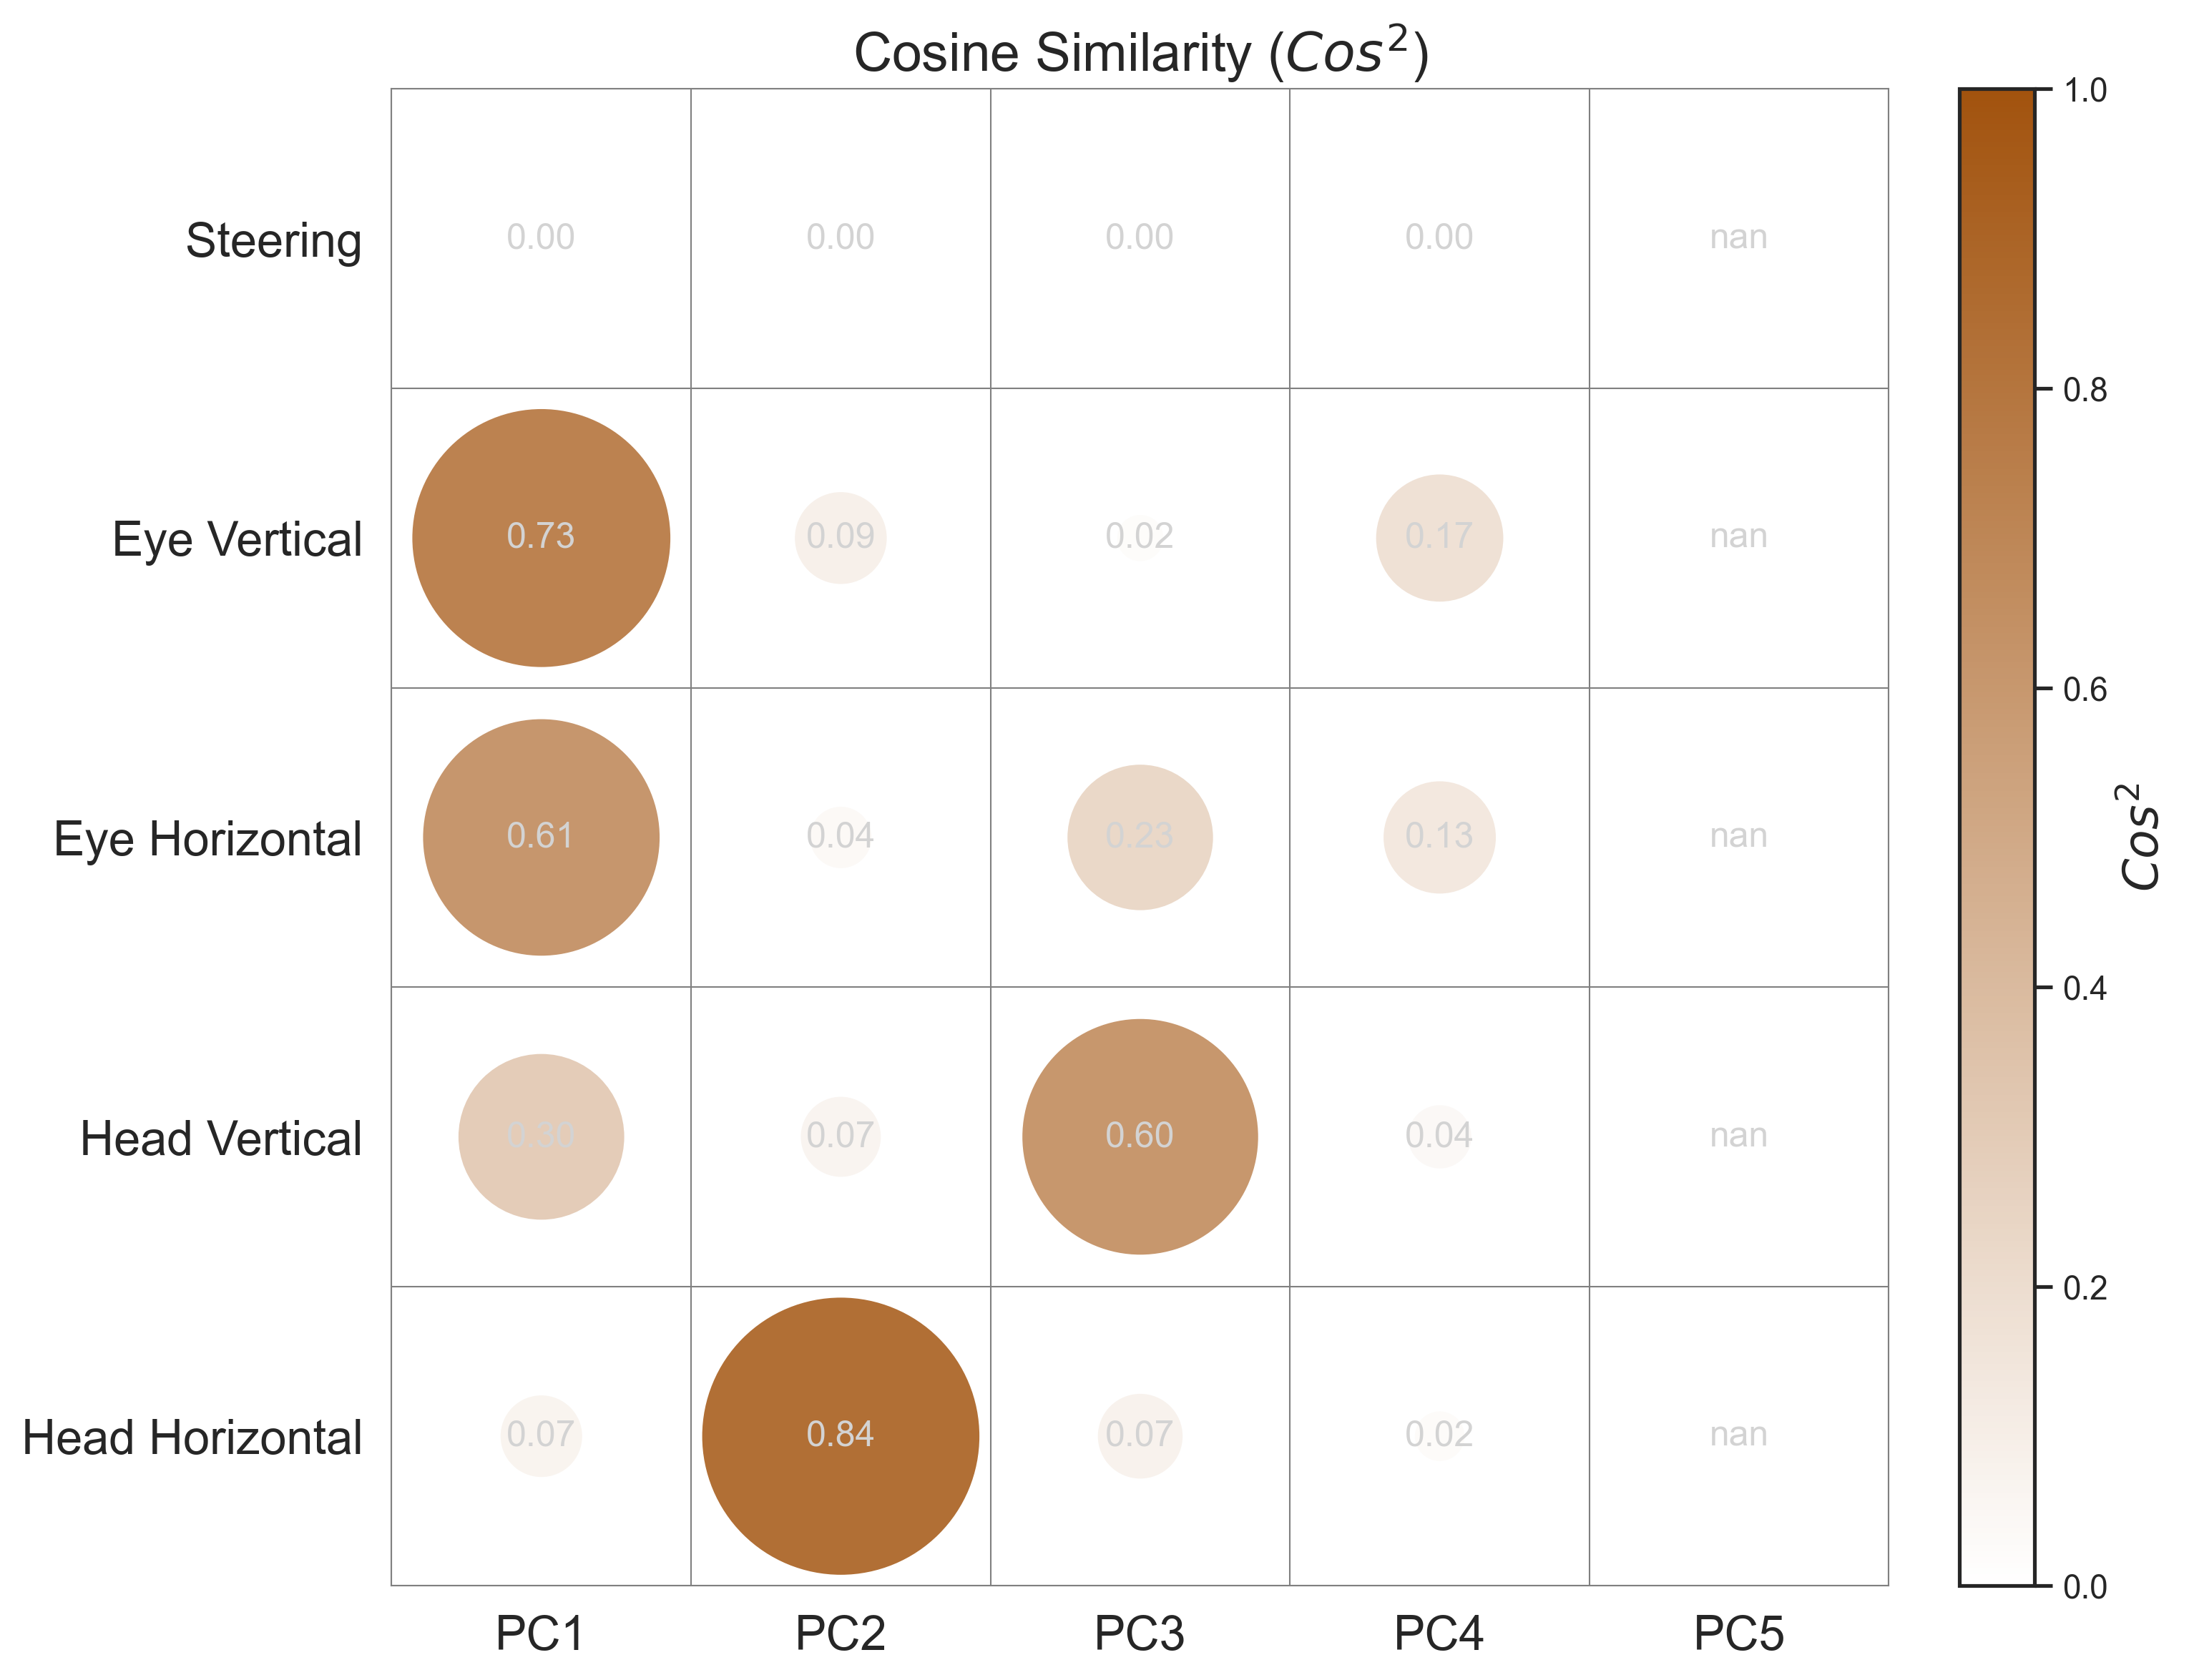 Cosine Similarity (Cos²)
Steering 0.00 0.00 0.00 0.00 nan
Eye Vertical 0.73 0.09 0.02 0.17 nan
Eye Horizontal 0.61 0.04 0.23 0.13 nan
Head Vertical 0.30 0.07 0.60 0.04 nan
Head Horizontal 0.07 0.84 0.07 0.02 nan
PC1 PC2 PC3 PC4 PC5
1.0
0.8
0.6
0.4
0.2
0.0
Cos²